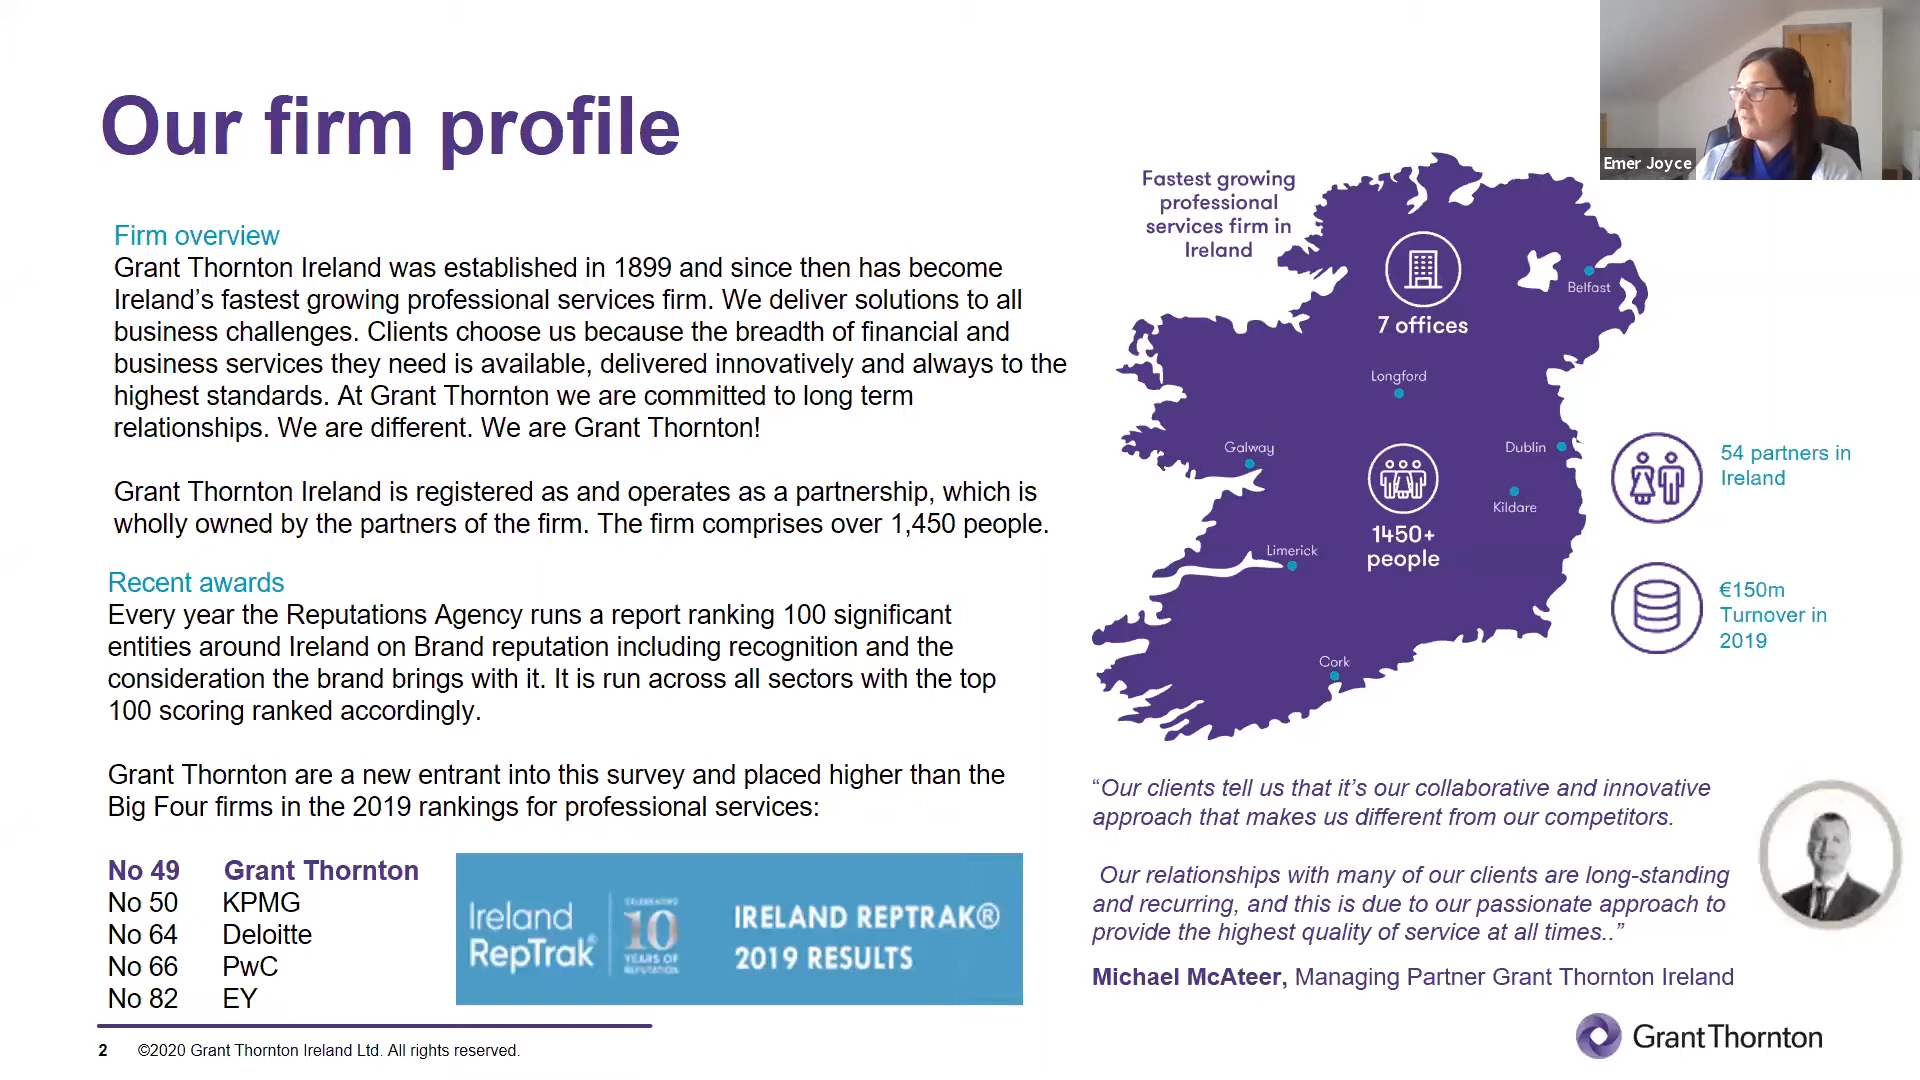 Our firm profile
Emer Joyce
Firm overview
Grant Thornton Ireland was established in 1899 and since then has become
Ireland’s fastest growing professional services firm. We deliver solutions to all
business challenges. Clients choose us because the breadth of financial and
business services they need is available, delivered innovatively and always to the
highest standards. At Grant Thornton we are committed to long term
relationships. We are different. We are Grant Thornton!
Grant Thornton Ireland is registered as and operates as a partnership, which is
wholly owned by the partners of the firm. The firm comprises over 1,450 people.
Recent awards
Every year the Reputations Agency runs a report ranking 100 significant
entities around Ireland on Brand reputation including recognition and the
consideration the brand brings with it. It is run across all sectors with the top
100 scoring ranked accordingly.
Grant Thornton are a new entrant into this survey and placed higher than the
Big Four firms in the 2019 rankings for professional services:
No 49 Grant Thornton
No 50 KPMG
No 64 Deloitte
No 66 PwC
No 82 EY
Ireland
RepTrak®
CELEBRATING
10
YEARS OF
REPUTATION
IRELAND REPTRAK®
2019 RESULTS
Fastest growing
professional
services firm in
Ireland
7 offices
Belfast
Longford
Galway
Dublin
Kildare
1450+
people
Limerick
Cork
54 partners in
Ireland
€150m
Turnover in
2019
“Our clients tell us that it’s our collaborative and innovative
approach that makes us different from our competitors.
Our relationships with many of our clients are long-standing
and recurring, and this is due to our passionate approach to
provide the highest quality of service at all times..”
Michael McAteer, Managing Partner Grant Thornton Ireland
2 ©2020 Grant Thornton Ireland Ltd. All rights reserved.
Grant Thornton